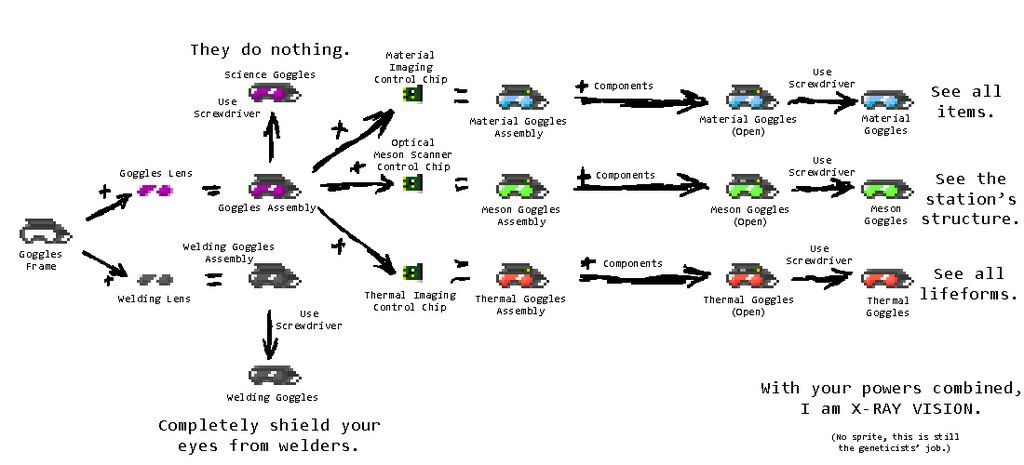 They do nothing.
Science Goggles
Use
Screwdriver
Material
Imaging
Control Chip
+
=
Material Goggles
Assembly
+ Components
Material Goggles
(Open)
Use
Screwdriver
Material
Goggles
See all
items.
Goggles
Frame
+
Goggles Lens
=
Goggles Assembly
+
Optical
Meson Scanner
Control Chip
=
Meson Goggles
Assembly
+ Components
Meson Goggles
(Open)
Use
Screwdriver
Meson
Goggles
See the
station's
structure.
+
Welding Lens
=
Welding Goggles
Assembly
+
Thermal Imaging
Control Chip
=
Thermal Goggles
Assembly
+ Components
Thermal Goggles
(Open)
Use
Screwdriver
Thermal
Goggles
See all
lifeforms.
Use
Screwdriver
Welding Goggles
Completely shield your
eyes from welders.
With your powers combined,
I am X-RAY VISION.
(No sprite, this is still
the geneticists' job.)